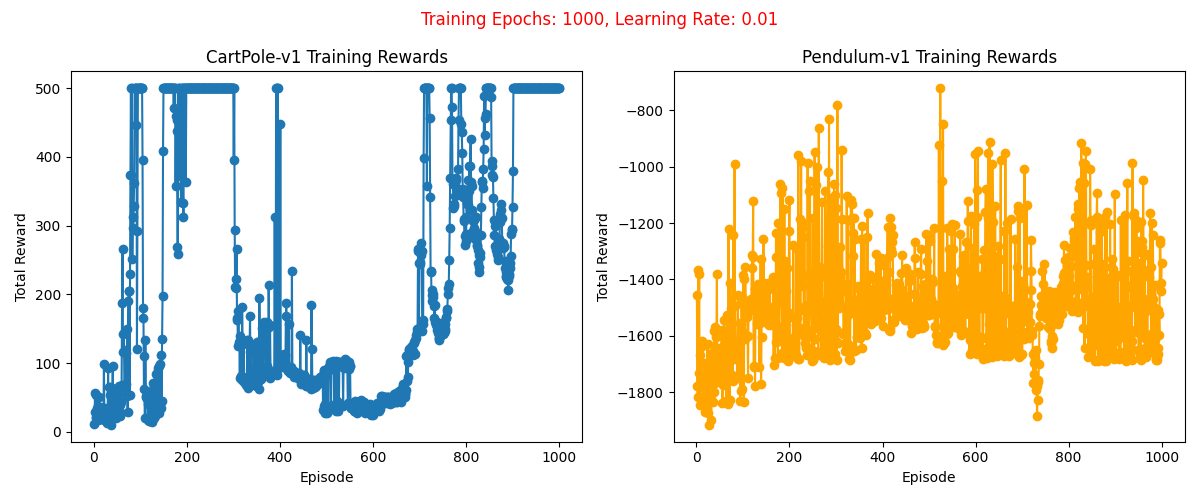 Training Epochs: 1000, Learning Rate: 0.01
CartPole-v1 Training Rewards
Total Reward
500
400
300
200
100
0
0 200 400 600 800 1000
Episode
Pendulum-v1 Training Rewards
Total Reward
−800
−1000
−1200
−1400
−1600
−1800
0 200 400 600 800 1000
Episode